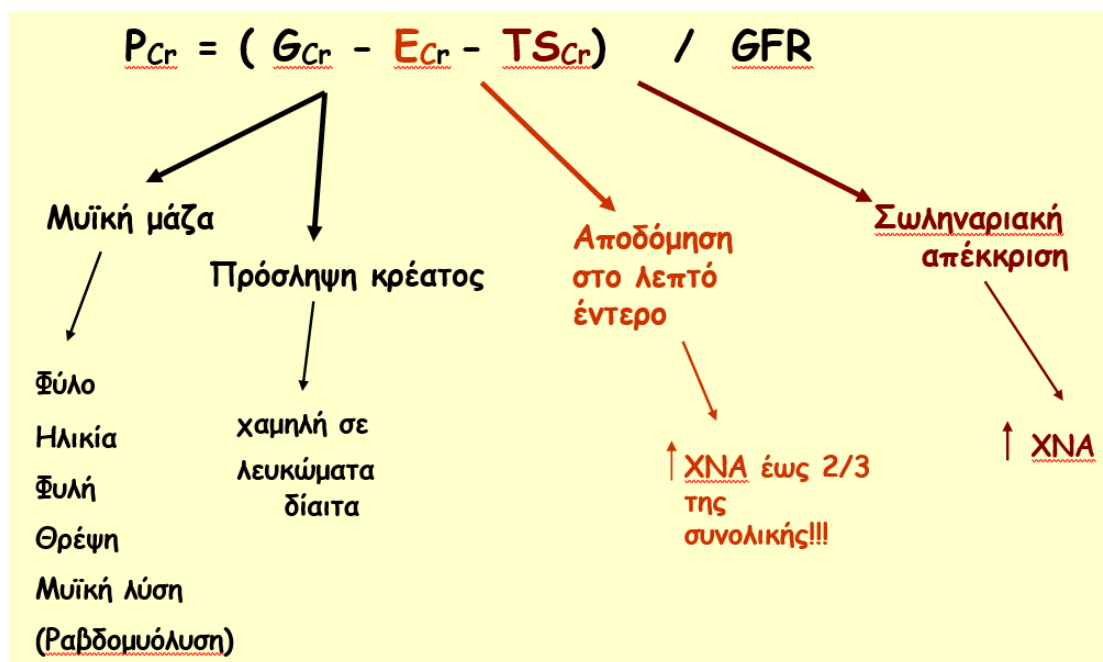 PCr = ( GCr - ECr - TSCr) / GFR
Μυϊκή μάζα
Φύλο
Ηλικία
Φυλή
Θρέψη
Μυϊκή λύση
(Ραβδομυόλυση)
Πρόσληψη κρέατος
χαμηλή σε
λευκώματα
δίαιτα
Αποδόμηση
στο λεπτό
έντερο
↑ ΧΝΑ έως 2/3
της
συνολικής!!!
Σωληναριακή
απέκκριση
↑ ΧΝΑ